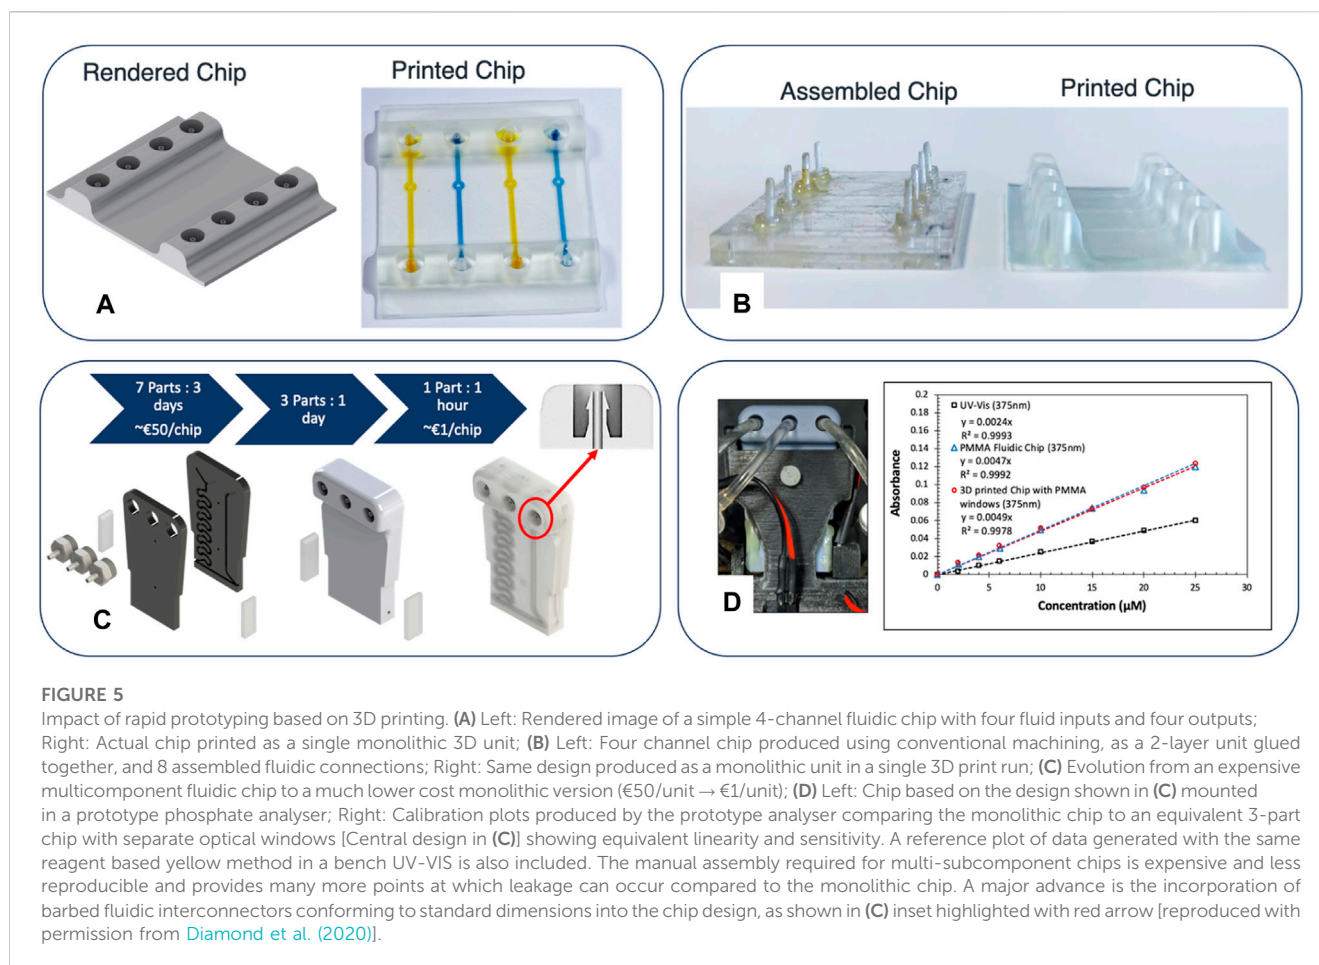 Rendered Chip
Printed Chip
A
Assembled Chip
Printed Chip
B
7 Parts : 3
days
~€50/chip
3 Parts : 1
day
1 Part : 1
hour
~€1/chip
C
D
0.2
0.18
0.16
0.14
0.12
0.1
0.08
0.06
0.04
0.02
0
Absorbance
UV-Vis (375nm)
y = 0.0024x
R² = 0.9993
PMMA Fluidic Chip (375nm)
y = 0.0047x
R² = 0.9992
3D printed Chip with PMMA
windows (375nm)
y = 0.0049x
R² = 0.9978
0 5 10 15 20 25 30
Concentration (µM)
FIGURE 5
Impact of rapid prototyping based on 3D printing. (A) Left: Rendered image of a simple 4-channel fluidic chip with four fluid inputs and four outputs;
Right: Actual chip printed as a single monolithic 3D unit; (B) Left: Four channel chip produced using conventional machining, as a 2-layer unit glued
together, and 8 assembled fluidic connections; Right: Same design produced as a monolithic unit in a single 3D print run; (C) Evolution from an expensive
multicomponent fluidic chip to a much lower cost monolithic version (€50/unit → €1/unit); (D) Left: Chip based on the design shown in (C) mounted
in a prototype phosphate analyser; Right: Calibration plots produced by the prototype analyser comparing the monolithic chip to an equivalent 3-part
chip with separate optical windows [Central design in (C)] showing equivalent linearity and sensitivity. A reference plot of data generated with the same
reagent based yellow method in a bench UV-VIS is also included. The manual assembly required for multi-subcomponent chips is expensive and less
reproducible and provides many more points at which leakage can occur compared to the monolithic chip. A major advance is the incorporation of
barbed fluidic interconnectors conforming to standard dimensions into the chip design, as shown in (C) inset highlighted with red arrow [reproduced with
permission from Diamond et al. (2020)].